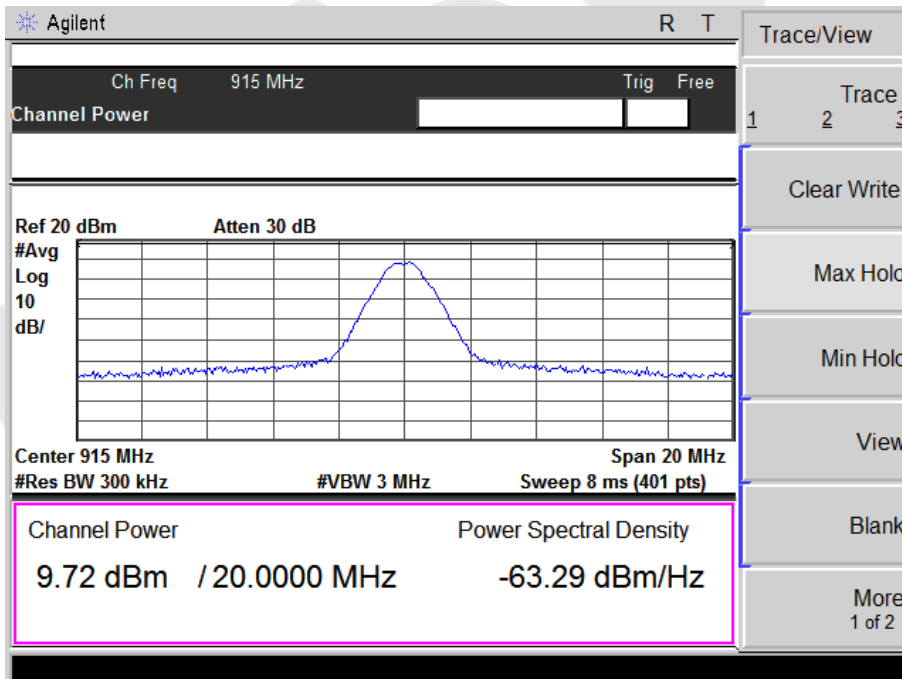 Agilent R T
Trace/View
Ch Freq 915 MHz Trig Free
Channel Power
Trace
1 2 3
Clear Write
Max Hold
Min Hold
View
Blank
More
1 of 2
Ref 20 dBm Atten 30 dB
#Avg
Log
10
dB/
Center 915 MHz Span 20 MHz
#Res BW 300 kHz #VBW 3 MHz Sweep 8 ms (401 pts)
Channel Power Power Spectral Density
9.72 dBm / 20.0000 MHz -63.29 dBm/Hz